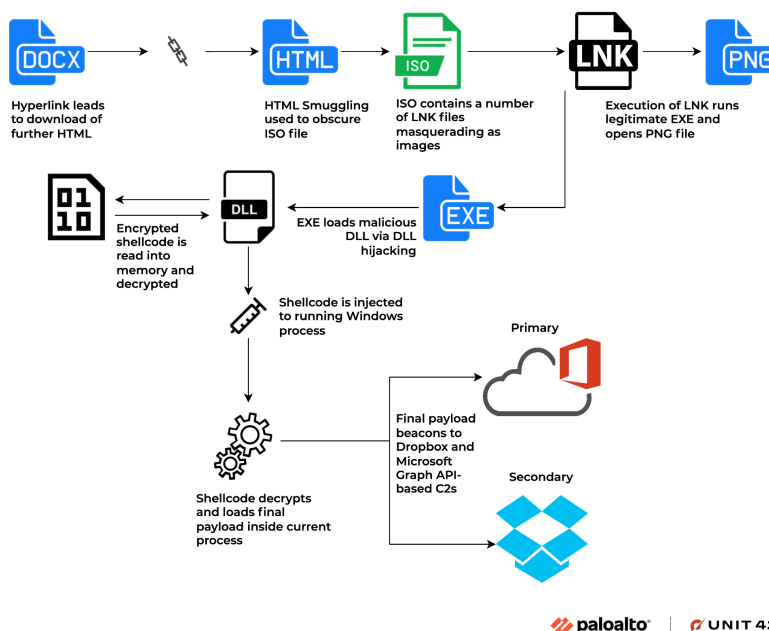 DOCX
HTML
ISO
LNK
PNG
Hyperlink leads
to download of
further HTML
HTML Smuggling
used to obscure
ISO file
ISO contains a number
of LNK files
masquerading as
images
Execution of LNK runs
legitimate EXE and
opens PNG file
01
10
DLL
EXE
Encrypted
shellcode is
read into
memory and
decrypted
EXE loads malicious
DLL via DLL
hijacking
Shellcode is injected
to running Windows
process
Primary
Final payload
beacons to
Dropbox and
Microsoft
Graph API-
based C2s
Secondary
Shellcode decrypts
and loads final
payload inside current
process
paloalto
UNIT 42